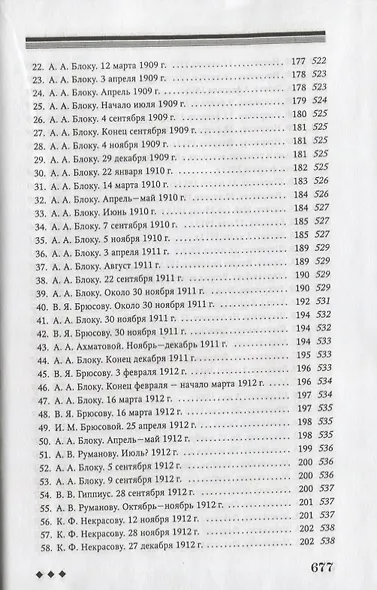 22. А. А. Блоку. 12 марта 1909 г. 177 522
23. А. А. Блоку. 3 апреля 1909 г. 178 523
24. А. А. Блоку. Апрель 1909 г. 178 523
25. А. А. Блоку. Начало июля 1909 г. 179 524
26. А. А. Блоку. 4 сентября 1909 г. 180 525
27. А. А. Блоку. Конец сентября 1909 г. 181 525
28. А. А. Блоку. 4 ноября 1909 г. 181 525
29. А. А. Блоку. 29 декабря 1909 г. 181 525
30. А. А. Блоку. 22 января 1910 г. 182 525
31. А. А. Блоку. 14 марта 1910 г. 183 526
32. А. А. Блоку. Апрель—май 1910 г. 184 526
33. А. А. Блоку. Июнь 1910 г. 184 527
34. А. А. Блоку. 7 сентября 1910 г. 185 527
35. А. А. Блоку. 5 ноября 1910 г. 185 527
36. А. А. Блоку. 3 апреля 1911 г. 189 529
37. А. А. Блоку. Август 1911 г. 189 529
38. А. А. Блоку. 22 сентября 1911 г. 190 529
39. А. А. Блоку. Около 30 ноября 1911 г. 190 529
40. В. Я. Брюсову. Около 30 ноября 1911 г. 192 531
41. А. А. Блоку. 30 ноября 1911 г. 194 532
42. В. Я. Брюсову. 30 ноября 1911 г. 194 532
43. А. А. Ахматовой. Ноябрь—декабрь 1911 г. 194 533
44. А. А. Блоку. Конец декабря 1911 г. 195 533
45. В. Я. Брюсову. 3 февраля 1912 г. 196 533
46. А. А. Блоку. Конец февраля — начало марта 1912 г. 196 534
47. А. А. Блоку. 16 марта 1912 г. 197 534
48. В. Я. Брюсову. 16 марта 1912 г. 197 535
49. И. М. Брюсовой. 25 апреля 1912 г. 198 535
50. А. А. Блоку. Апрель—май 1912 г. 198 535
51. А. В. Руманову. Июль? 1912 г. 199 536
52. А. А. Блоку. 5 сентября 1912 г. 200 536
53. А. А. Блоку. 9 сентября 1912 г. 200 536
54. В. В. Гиппиус. 28 сентября 1912 г. 200 537
55. А. В. Руманову. Октябрь—ноябрь 1912 г. 201 537
56. К. Ф. Некрасову. 12 ноября 1912 г. 201 537
57. К. Ф. Некрасову. 28 ноября 1912 г. 202 538
58. К. Ф. Некрасову. 27 декабря 1912 г. 202 538
677